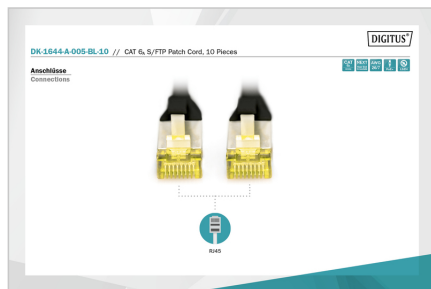 DIGITUS®
DK-1644-A-005-BL-10 // CAT 6A S/FTP Patch Cord, 10 Pieces
Anschlüsse
Connections
RJ45